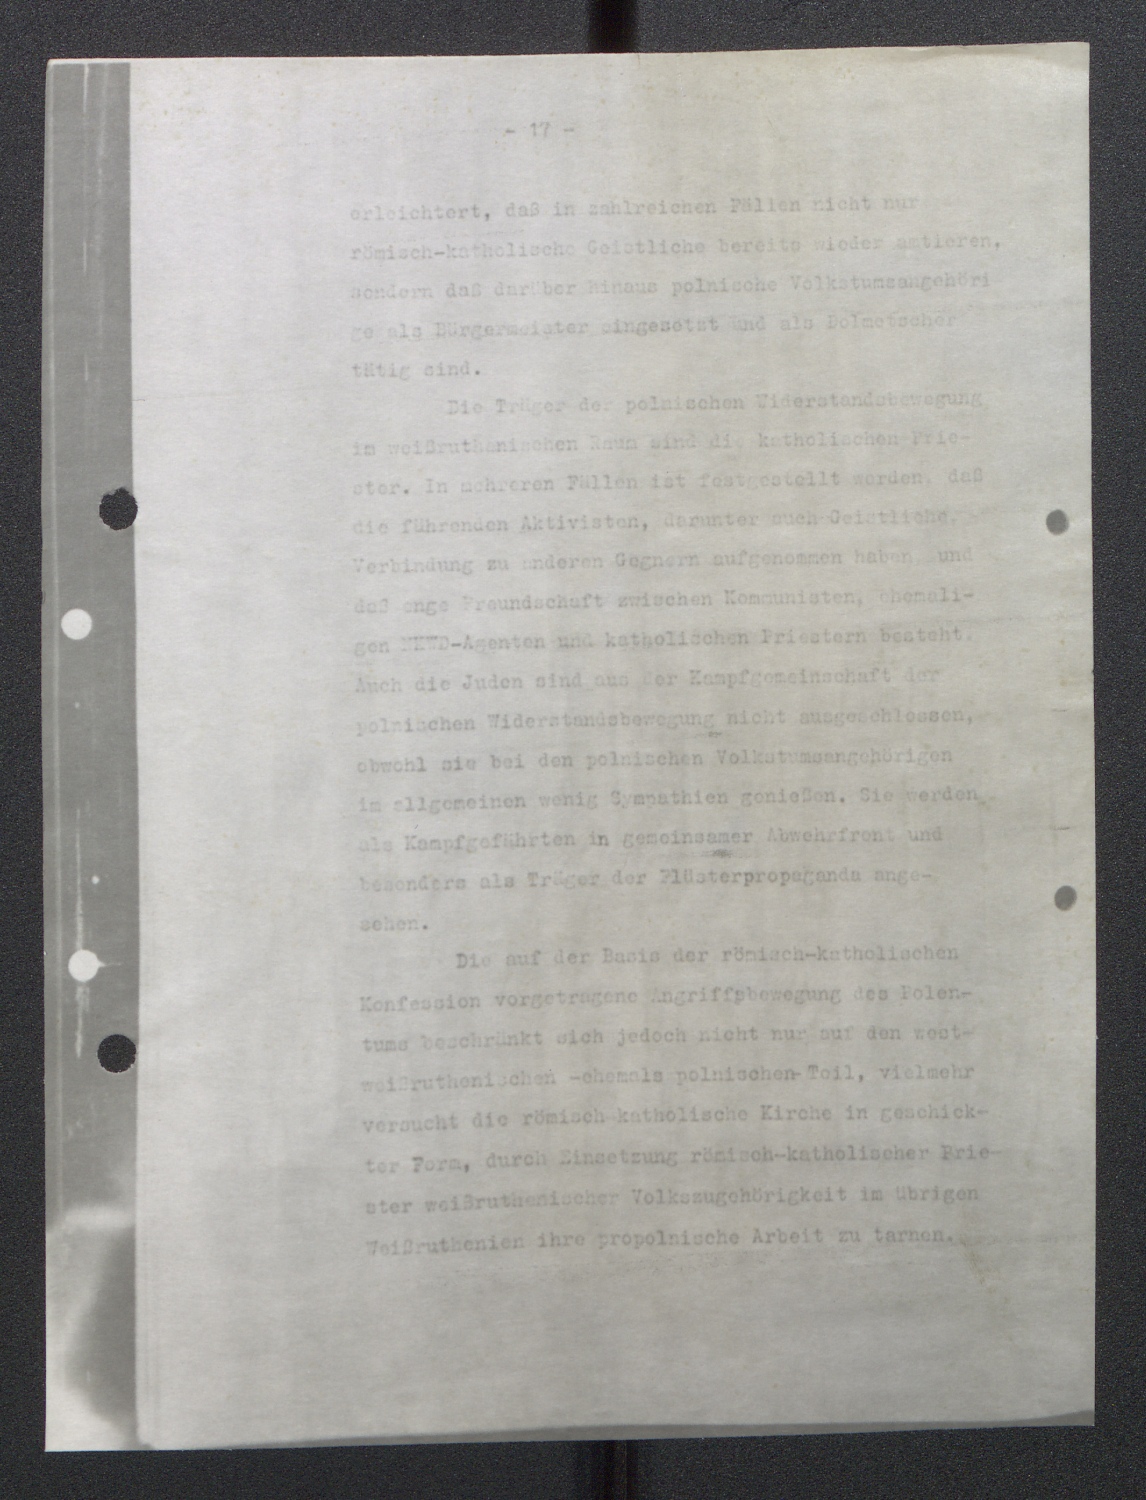 - 17 -
erleichtert, daß in zahlreichen Fällen nicht nur
römisch-katholische Geistliche bereits wieder amtieren,
sondern daß darüber hinaus polnische Volkstumsangehöri
ge als Bürgermeister eingesetzt und als Dolmetscher
tätig sind.
Die Träger der polnischen Widerstandsbewegung
im weißruthenischen Raum sind die katholischen Prie-
ster. In mehreren Fällen ist festgestellt worden, daß
die führenden Aktivisten, darunter auch Geistliche,
Verbindung zu anderen Gegnern aufgenommen haben und
daß enge Freundschaft zwischen Kommunisten, ehemali-
gen NKWD-Agenten und katholischen Priestern besteht.
Auch die Juden sind aus der Kampfgemeinschaft der
polnischen Widerstandsbewegung nicht ausgeschlossen,
obwohl sie bei den polnischen Volkstumsangehörigen
im allgemeinen wenig Sympathien genießen. Sie werden
als Kampfgefährten in gemeinsamer Abwehrfront und
besonders als Träger der Flüsterpropaganda ange-
sehen.
Die auf der Basis der römisch-katholischen
Konfession vorgetragene Angriffsbewegung des Polen-
tums beschränkt sich jedoch nicht nur auf den west-
weißruthenischen -ehemals polnischen- Teil, vielmehr
versucht die römisch-katholische Kirche in geschick-
ter Form, durch Einsetzung römisch-katholischer Prie-
ster weißruthenischer Volkszugehörigkeit im übrigen
Weißruthenien ihre propolnische Arbeit zu tarnen.